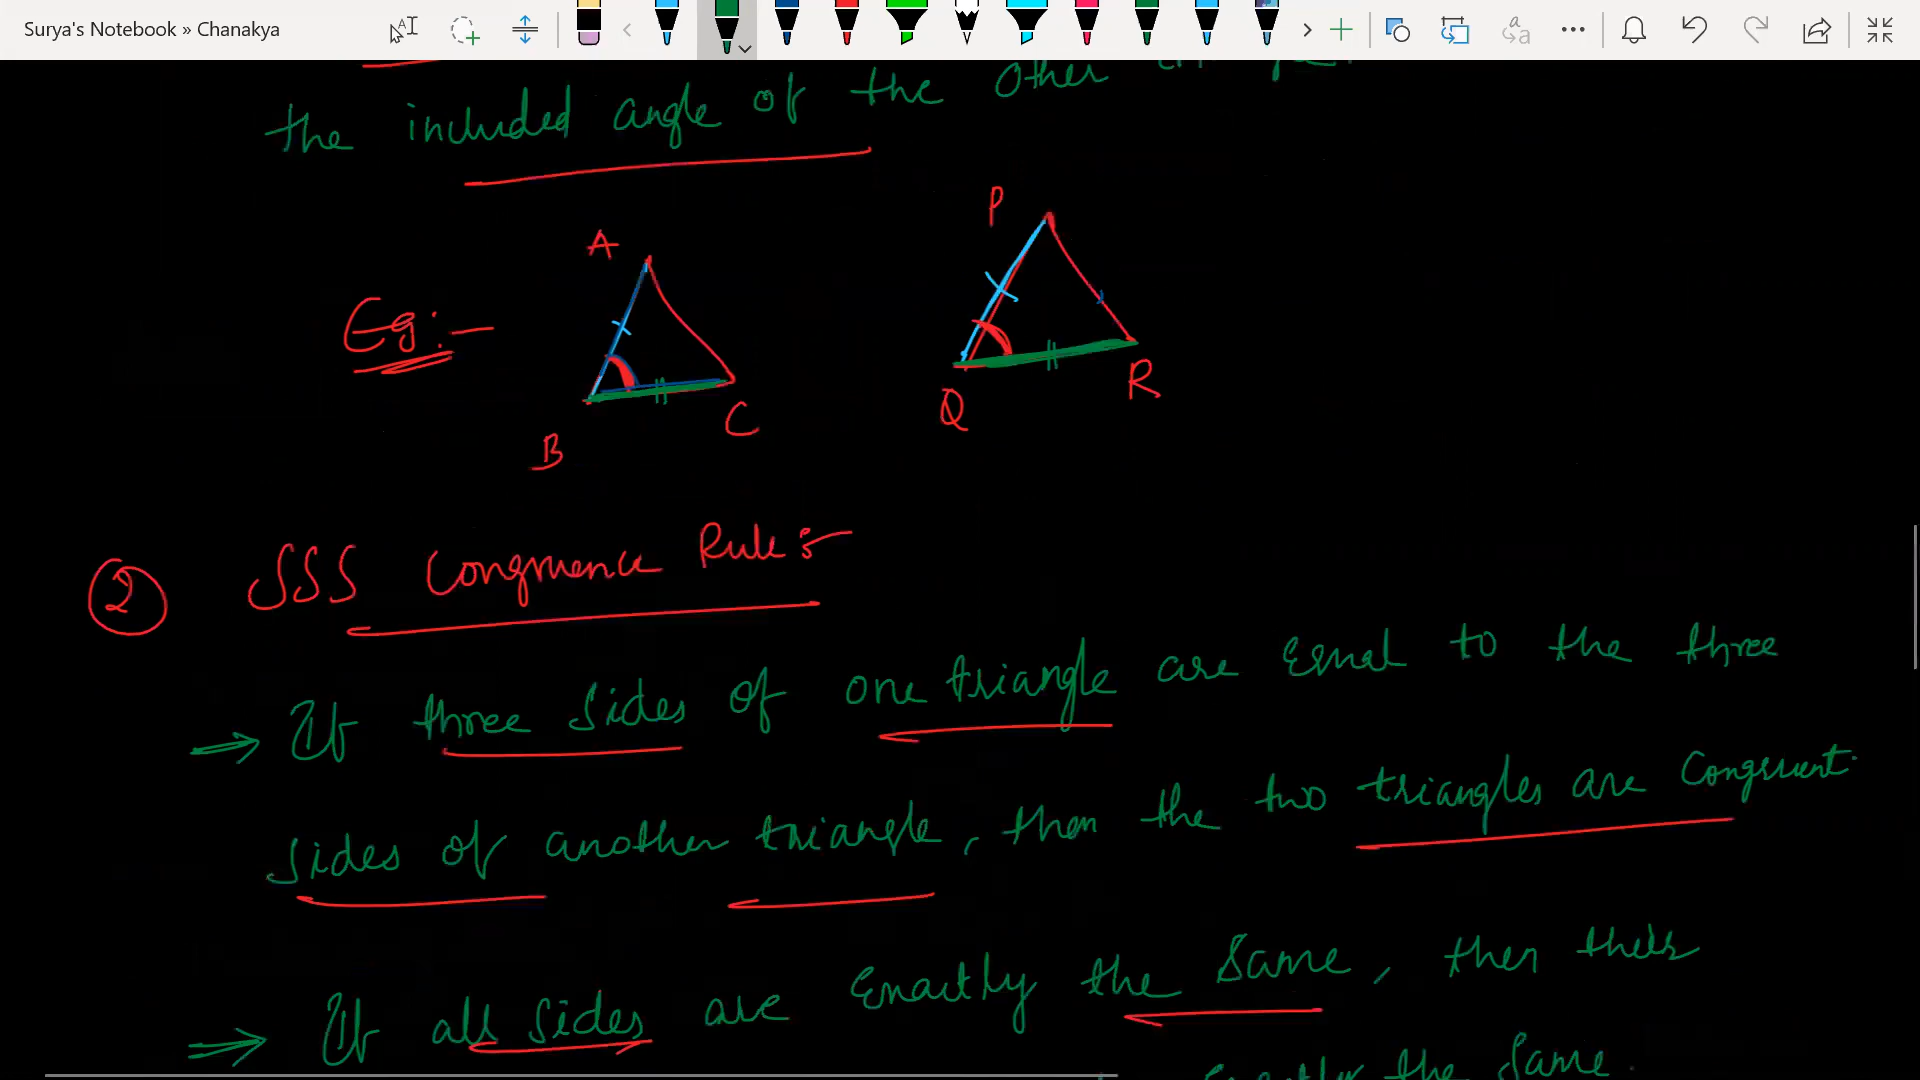 Surya's Notebook » Chanakya
the included angle of the other
A
P
Eg:-
B
C
Q
R
2 SSS Congruence Rule:-
⇒ If three sides of one triangle are Equal to the three
sides of another triangle, then the two triangles are congruent.
⇒ If all sides are Exactly the Same, then their
Exactly the Same.